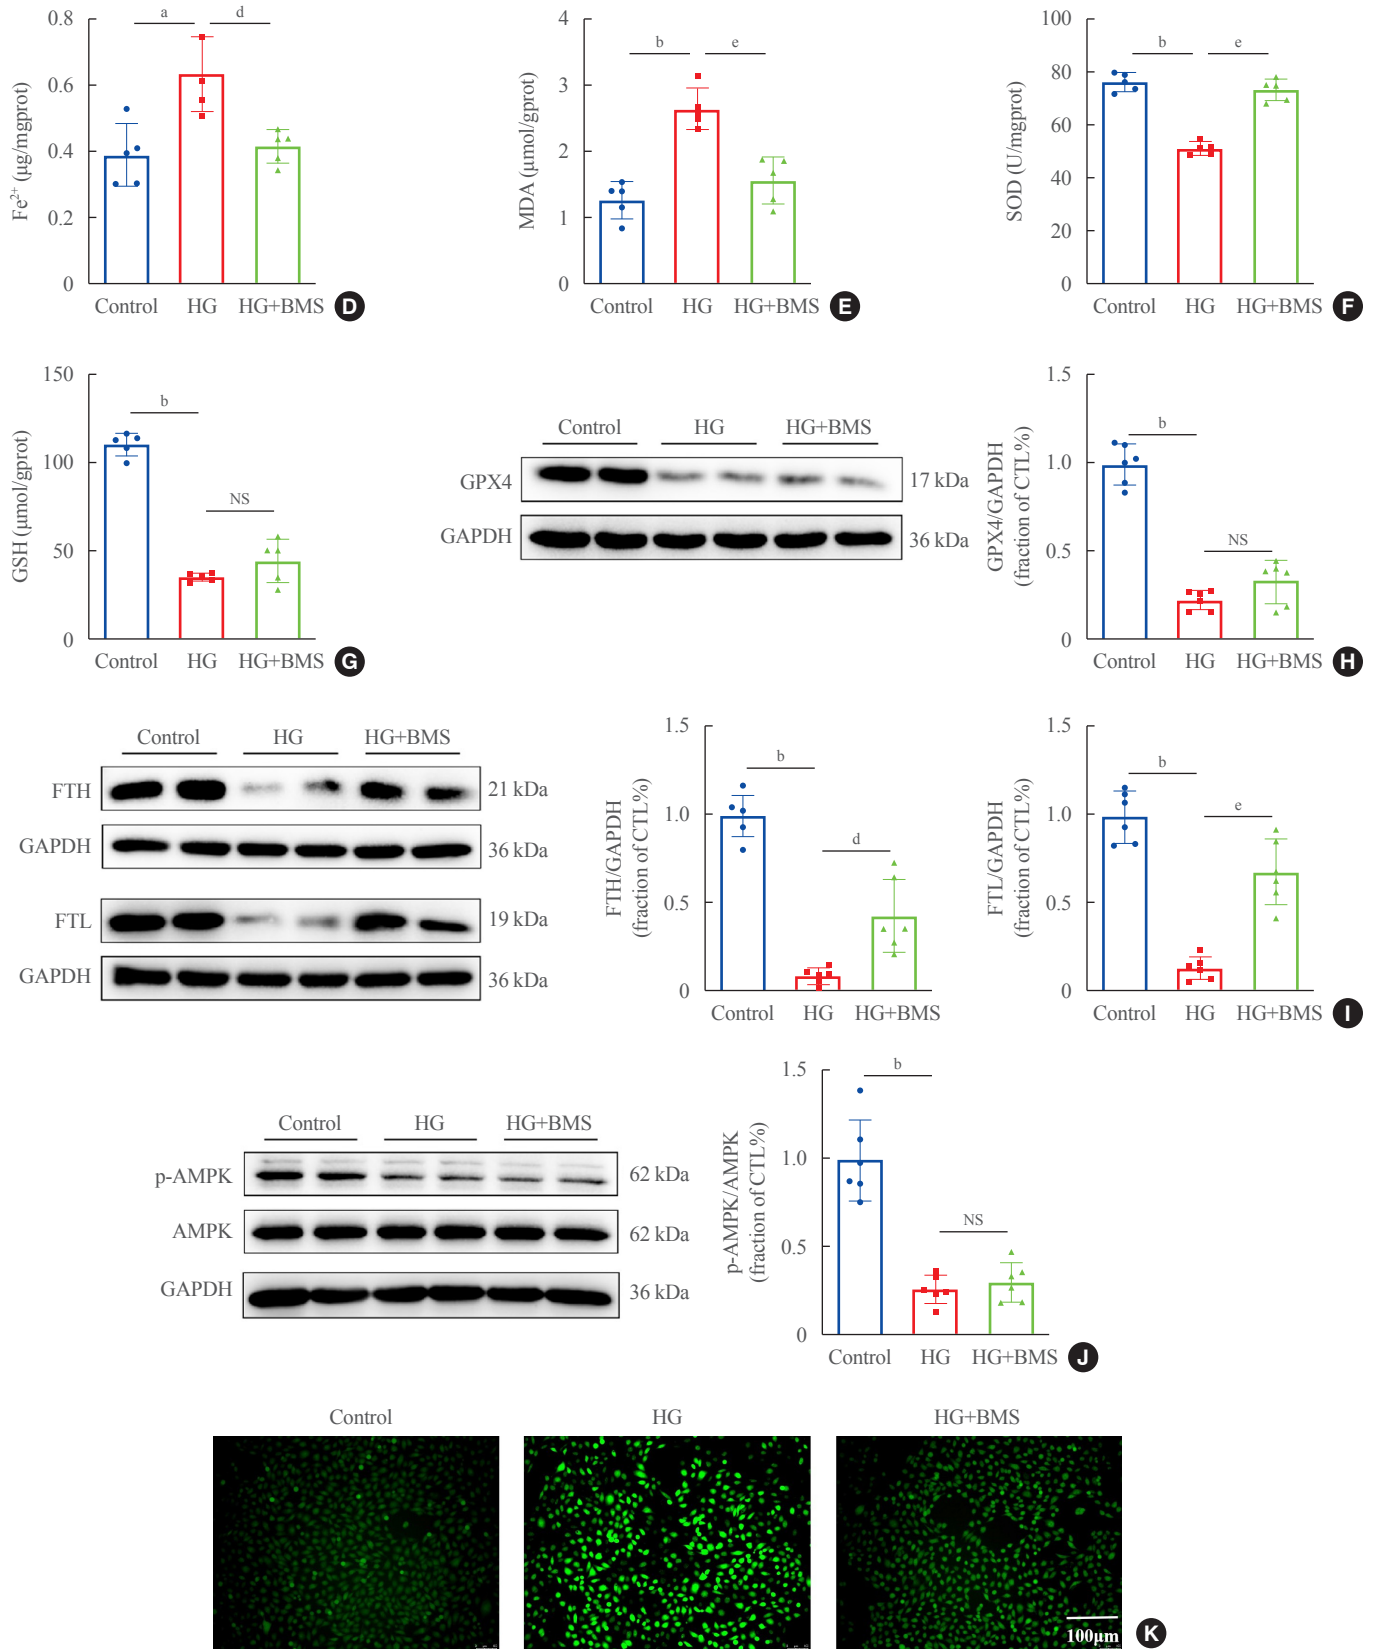 0.8
0.6
0.4
0.2
0
Fe²⁺ (μg/mgprot)
a
d
Control HG HG+BMS
D
4
3
2
1
0
MDA (μmol/gprot)
b
e
Control HG HG+BMS
E
100
80
60
40
20
0
SOD (U/mgprot)
b
e
Control HG HG+BMS
F
150
100
50
0
GSH (μmol/gprot)
b
NS
Control HG HG+BMS
G
Control HG HG+BMS
GPX4 17 kDa
GAPDH 36 kDa
1.5
1.0
0.5
0
GPX4/GAPDH
(fraction of CTL%)
b
NS
Control HG HG+BMS
H
Control HG HG+BMS
FTH 21 kDa
GAPDH 36 kDa
FTL 19 kDa
GAPDH 36 kDa
1.5
1.0
0.5
0
FTH/GAPDH
(fraction of CTL%)
b
d
Control HG HG+BMS
1.5
1.0
0.5
0
FTL/GAPDH
(fraction of CTL%)
b
e
Control HG HG+BMS
I
Control HG HG+BMS
p-AMPK 62 kDa
AMPK 62 kDa
GAPDH 36 kDa
1.5
1.0
0.5
0
p-AMPK/AMPK
(fraction of CTL%)
b
NS
Control HG HG+BMS
J
Control HG HG+BMS
100μm
K